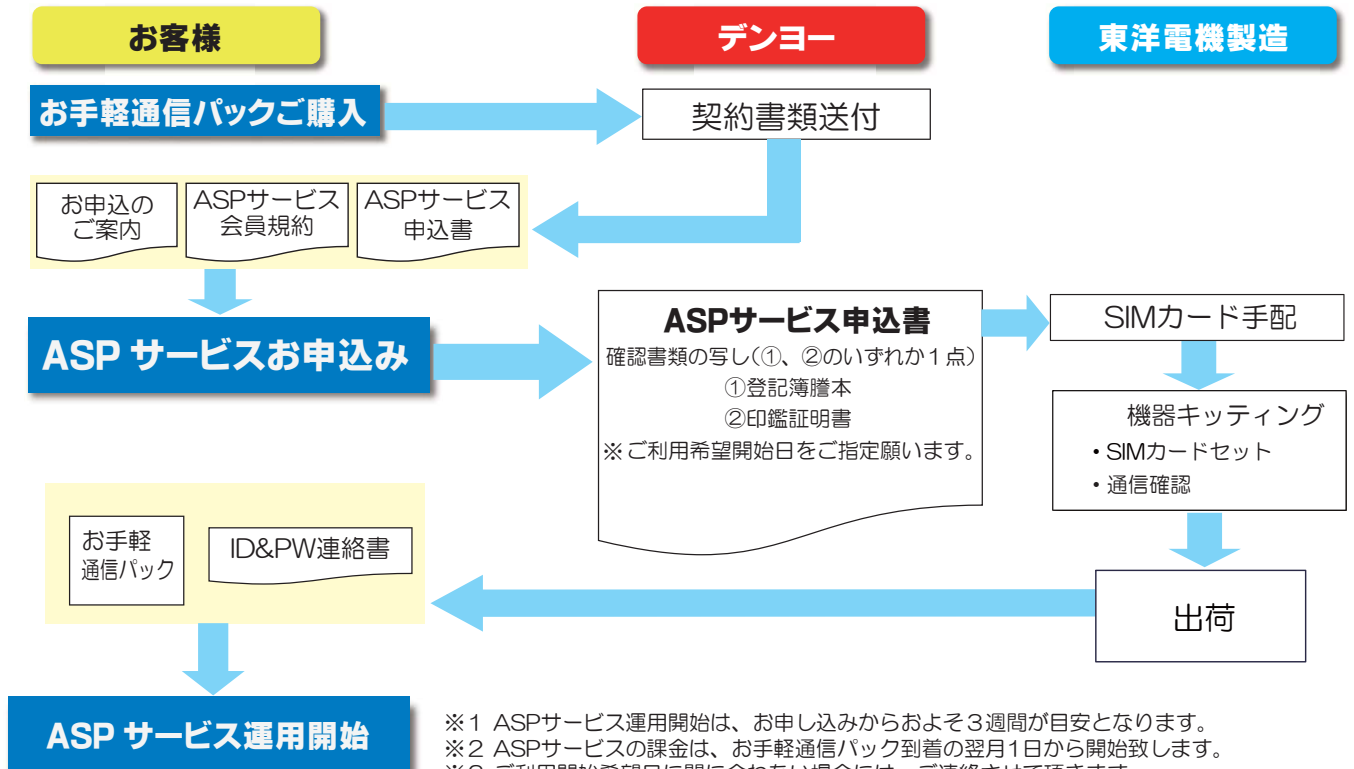 お客様
デンヨー
東洋電機製造
お手軽通信パックご購入
契約書類送付
お申込の
ご案内
ASPサービス
会員規約
ASPサービス
申込書
ASP サービスお申込み
ASPサービス申込書
確認書類の写し(①、②のいずれか1点)
①登記簿謄本
②印鑑証明書
※ご利用希望開始日をご指定願います。
SIMカード手配
機器キッティング
・SIMカードセット
・通信確認
出荷
お手軽
通信パック
ID&PW連絡書
ASP サービス運用開始
※1 ASPサービス運用開始は、お申し込みからおよそ3週間が目安となります。
※2 ASPサービスの課金は、お手軽通信パック到着の翌月1日から開始致します。